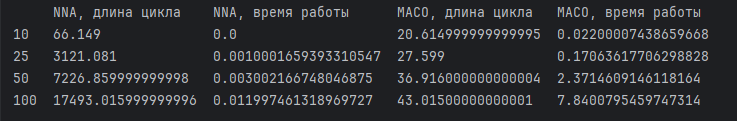 NNA, длина цикла NNA, время работы MACO, длина цикла MACO, время работы
10 66.149 0.0 20.614999999999995 0.02200007438659668
25 3121.081 0.0010001659393310547 27.599 0.17063617706298828
50 7226.859999999998 0.003002166748046875 36.916000000000004 2.3714609146118164
100 17493.015999999996 0.011997461318969727 43.01500000000001 7.8400795459747314